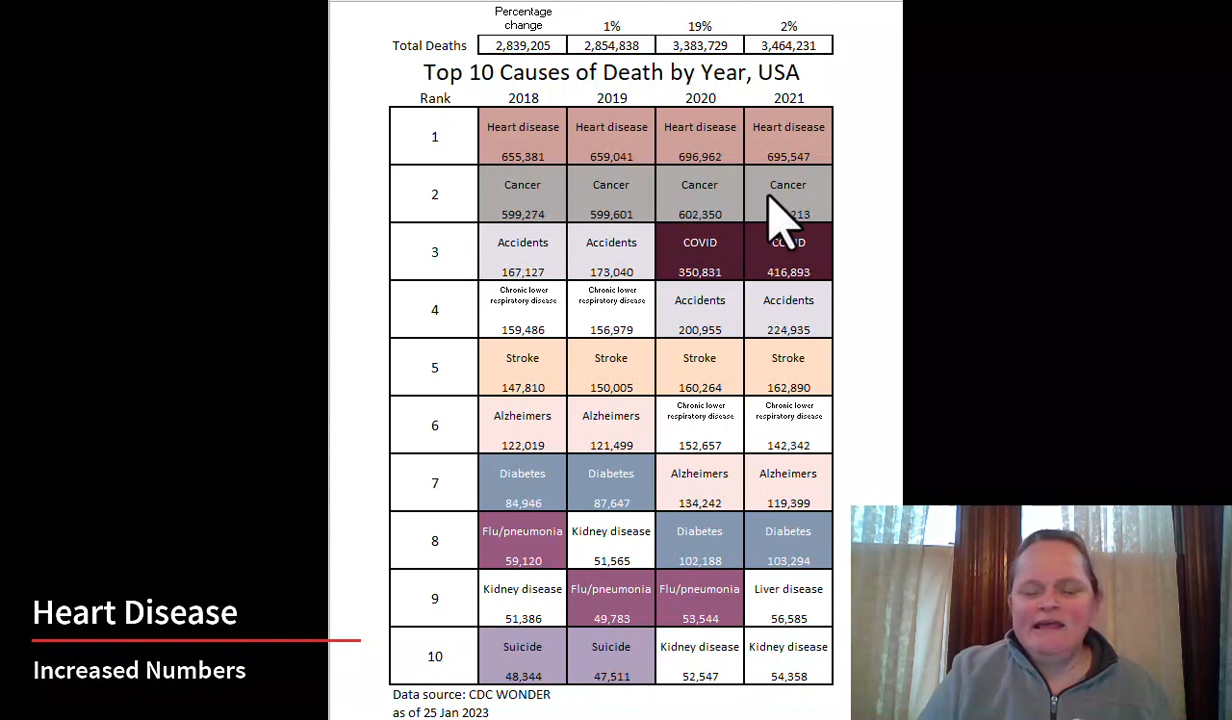 Percentage
change 1% 19% 2%
Total Deaths 2,839,205 2,854,838 3,383,729 3,464,231
Top 10 Causes of Death by Year, USA
Rank 2018 2019 2020 2021
1 Heart disease Heart disease Heart disease Heart disease
655,381 659,041 696,962 695,547
2 Cancer Cancer Cancer Cancer
599,274 599,601 602,350 213
3 Accidents Accidents COVID
167,127 173,040 350,831 416,893
4 Chronic lower respiratory disease Chronic lower respiratory disease Accidents Accidents
159,486 156,979 200,955 224,935
5 Stroke Stroke Stroke Stroke
147,810 150,005 160,264 162,890
6 Alzheimers Alzheimers Chronic lower respiratory disease Chronic lower respiratory disease
122,019 121,499 152,657 142,342
7 Diabetes Diabetes Alzheimers Alzheimers
84,946 87,647 134,242 119,399
8 Flu/pneumonia Kidney disease Diabetes Diabetes
59,120 51,565 102,188 103,294
9 Kidney disease Flu/pneumonia Flu/pneumonia Liver disease
51,386 49,783 53,544 56,585
10 Suicide Suicide Kidney disease Kidney disease
48,344 47,511 52,547 54,358
Data source: CDC WONDER
as of 25 Jan 2023
Heart Disease
Increased Numbers